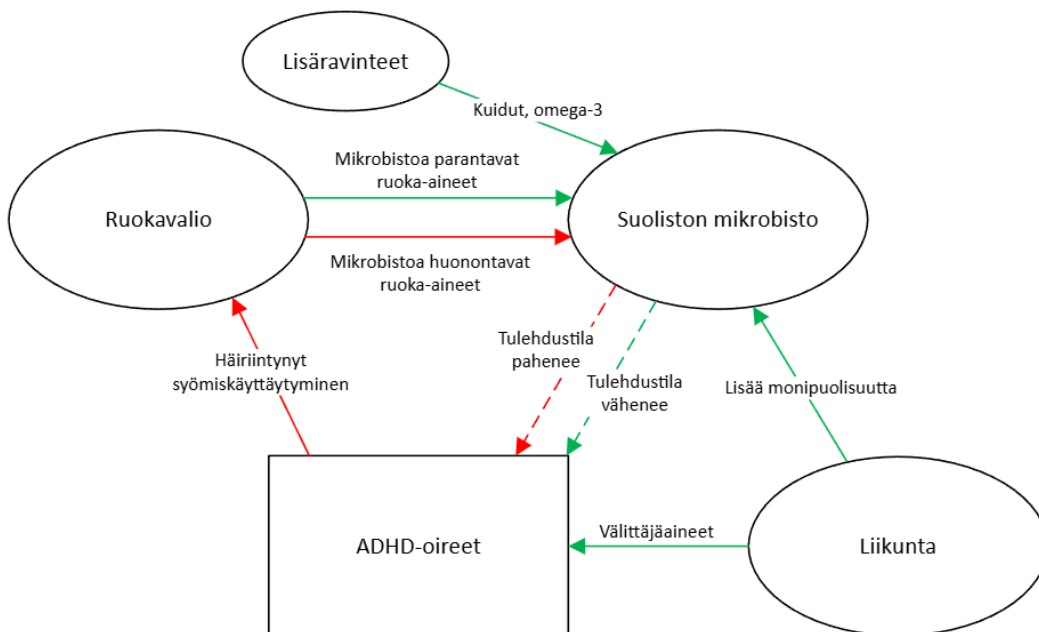 Lisäravinteet
Kuidut, omega-3
Mikrobistoa parantavat
ruoka-aineet
Ruokavalio
Suoliston mikrobisto
Mikrobistoa huonontavat
ruoka-aineet
Tulehdustila
pahenee
Häiriintynyt
syömiskäyttäytyminen
Tulehdustila
vähenee
Lisää monipuolisuutta
Välittäjäaineet
ADHD-oireet
Liikunta